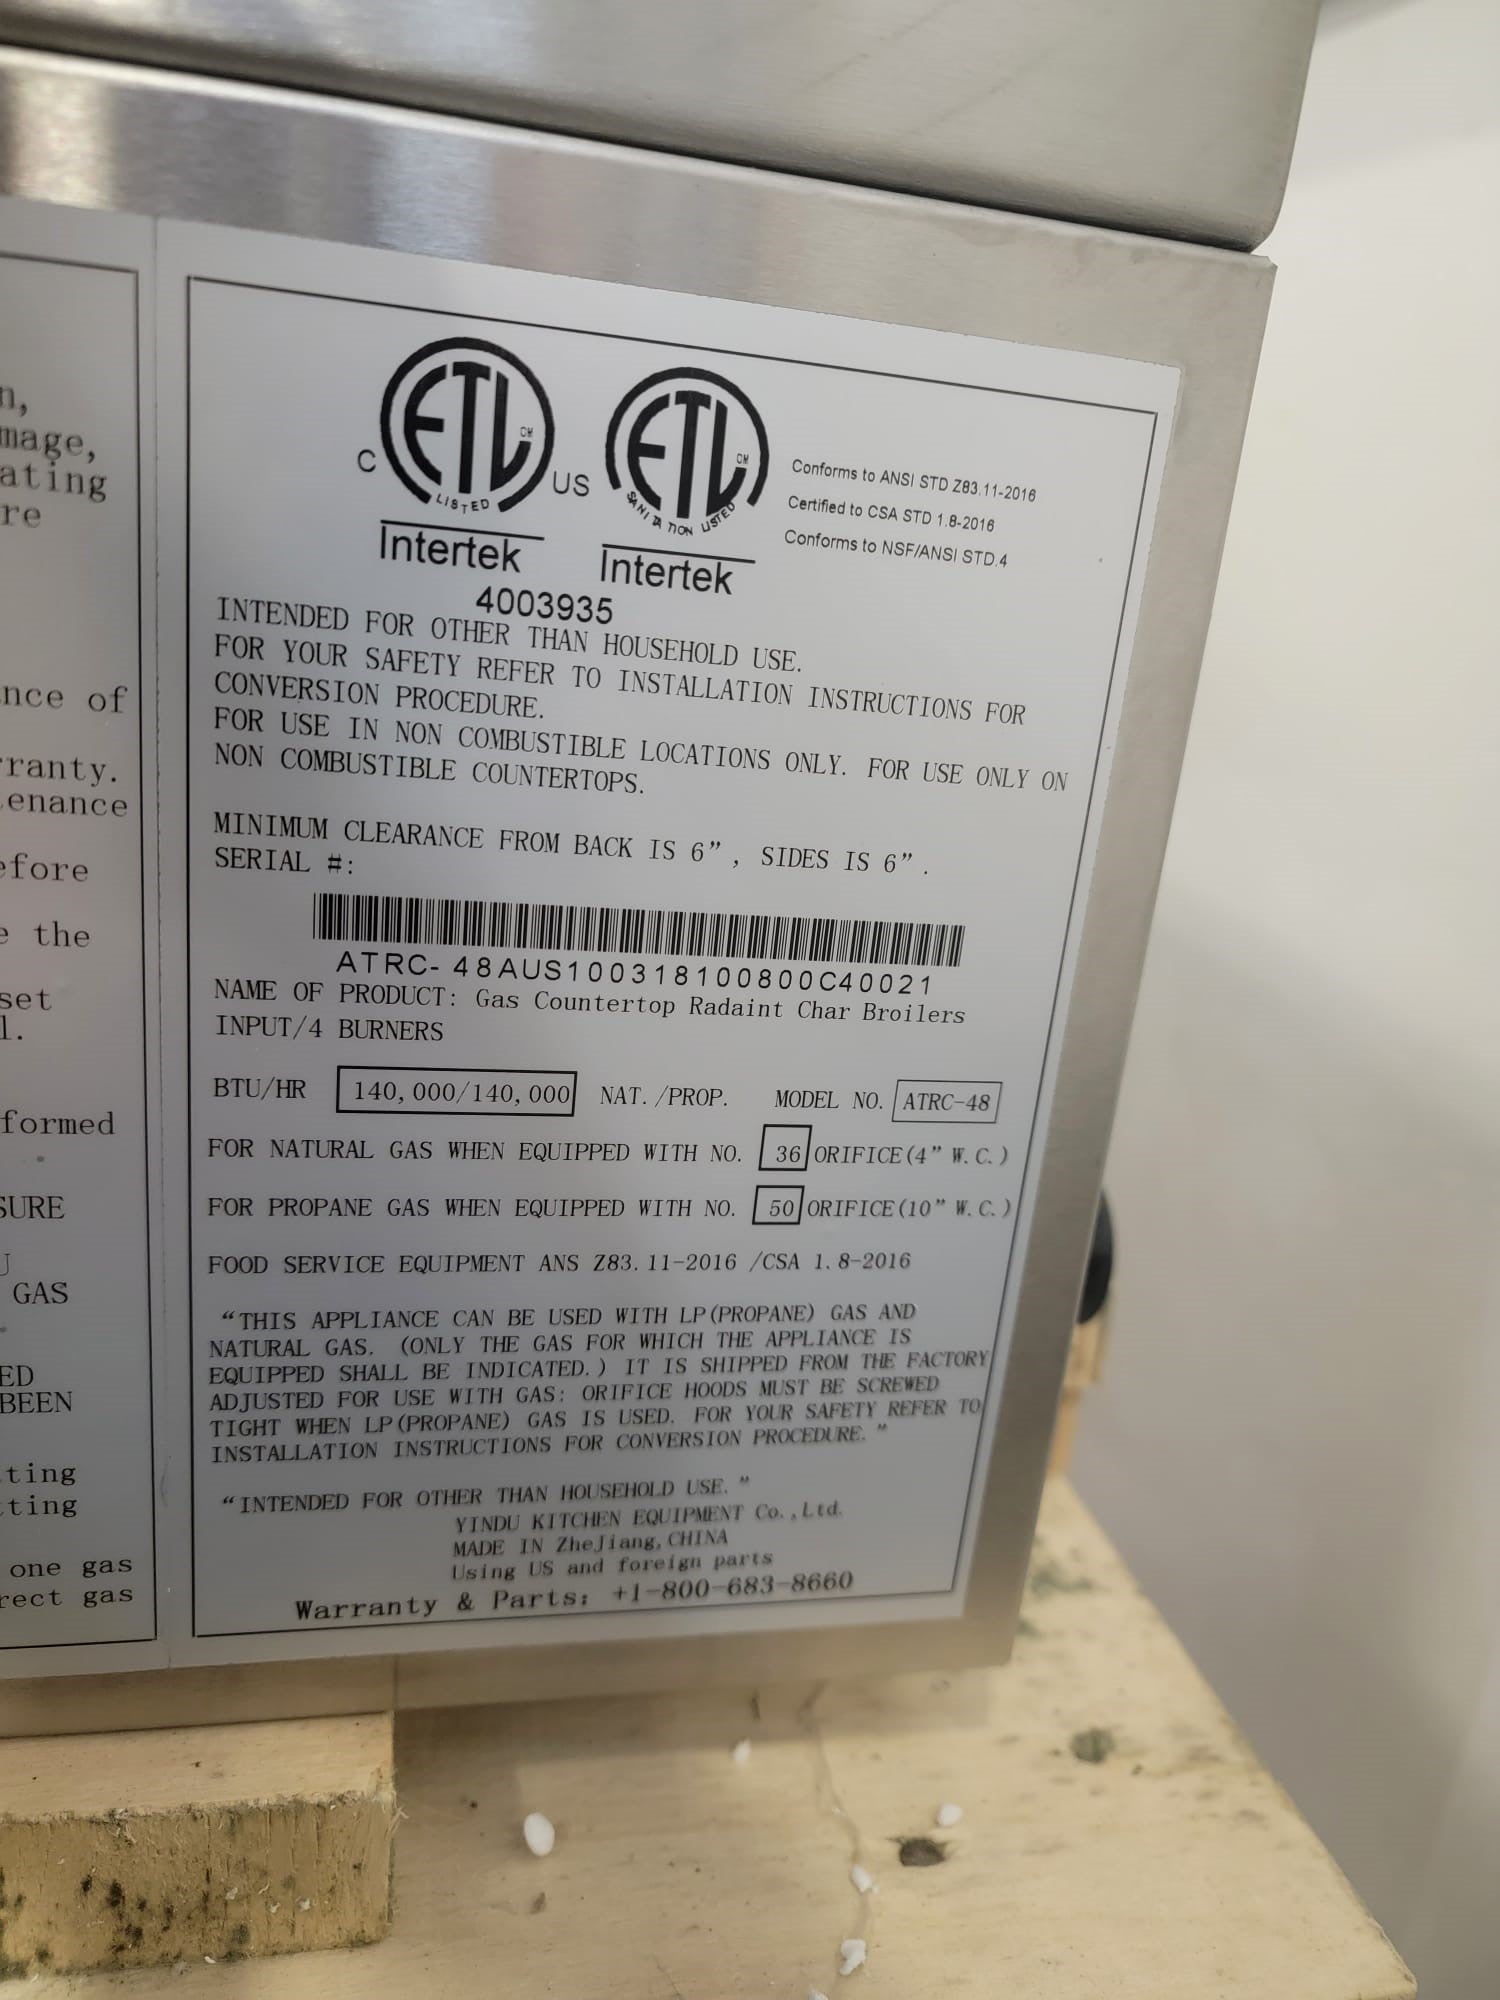 n,
mage,
ating
re
nce of
rranty.
tenance
efore
e the
set
l.
formed
SURE
U
GAS
ED
BEEN
ting
ting
one gas
rect gas
C ETL CM US
LISTED
Intertek
ETL CM
SANITATION LISTED
Intertek
4003935
Conforms to ANSI STD Z83.11-2016
Certified to CSA STD 1.8-2016
Conforms to NSF/ANSI STD.4
INTENDED FOR OTHER THAN HOUSEHOLD USE.
FOR YOUR SAFETY REFER TO INSTALLATION INSTRUCTIONS FOR
CONVERSION PROCEDURE.
FOR USE IN NON COMBUSTIBLE LOCATIONS ONLY. FOR USE ONLY ON
NON COMBUSTIBLE COUNTERTOPS.
MINIMUM CLEARANCE FROM BACK IS 6”, SIDES IS 6”.
SERIAL #:
ATRC- 48AUS100318100800C40021
NAME OF PRODUCT: Gas Countertop Radaint Char Broilers
INPUT/4 BURNERS
BTU/HR 140,000/140,000 NAT./PROP. MODEL NO. ATRC-48
FOR NATURAL GAS WHEN EQUIPPED WITH NO. 36 ORIFICE(4” W.C.)
FOR PROPANE GAS WHEN EQUIPPED WITH NO. 50 ORIFICE(10” W.C.)
FOOD SERVICE EQUIPMENT ANS Z83.11-2016 /CSA 1.8-2016
“THIS APPLIANCE CAN BE USED WITH LP(PROPANE) GAS AND
NATURAL GAS. (ONLY THE GAS FOR WHICH THE APPLIANCE IS
EQUIPPED SHALL BE INDICATED.) IT IS SHIPPED FROM THE FACTORY
ADJUSTED FOR USE WITH GAS: ORIFICE HOODS MUST BE SCREWED
TIGHT WHEN LP(PROPANE) GAS IS USED. FOR YOUR SAFETY REFER TO
INSTALLATION INSTRUCTIONS FOR CONVERSION PROCEDURE.”
“INTENDED FOR OTHER THAN HOUSEHOLD USE.”
YINDU KITCHEN EQUIPMENT Co.,Ltd.
MADE IN ZheJiang,CHINA
Using US and foreign parts
Warranty & Parts: +1-800-683-8660